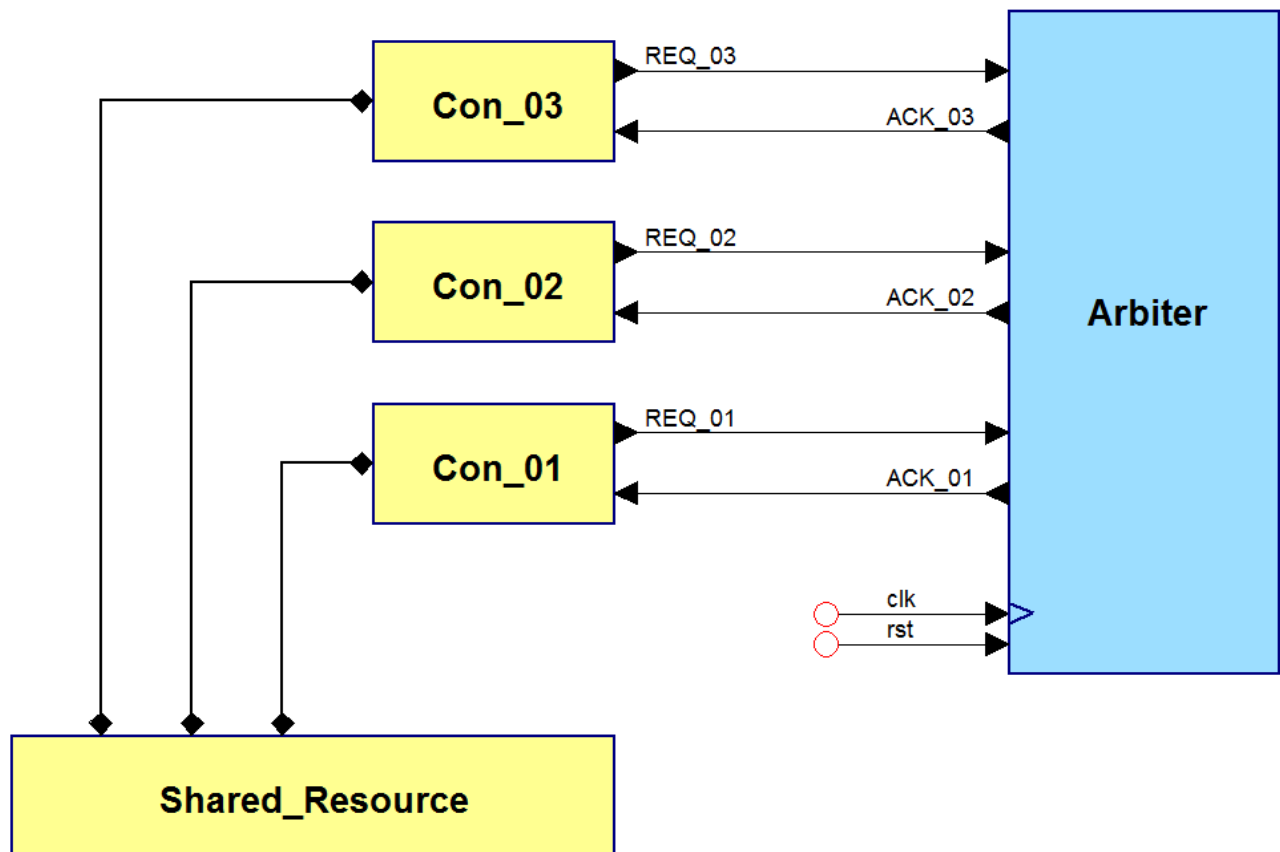 REQ_03
Con_03
ACK_03
REQ_02
Con_02
ACK_02
Arbiter
REQ_01
Con_01
ACK_01
clk
rst
Shared_Resource